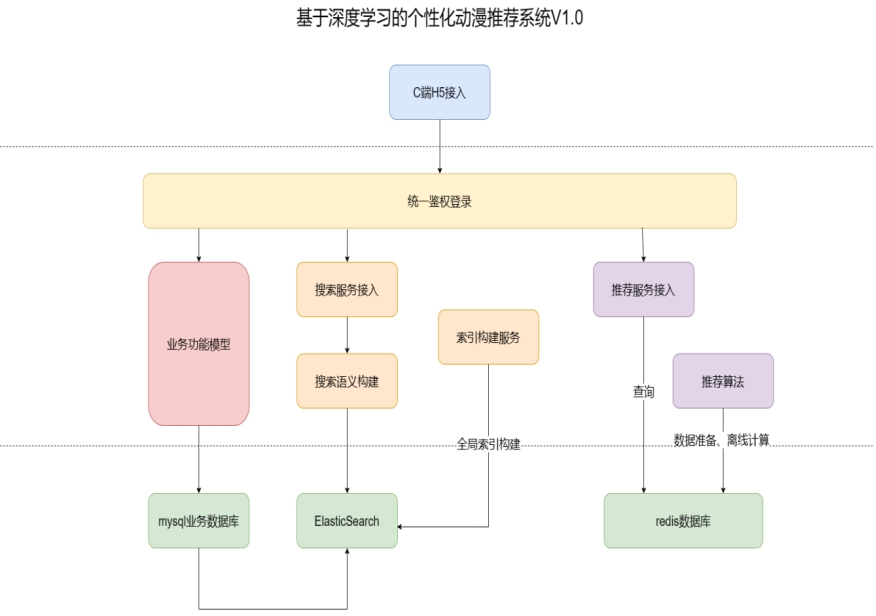 基于深度学习的个性化动漫推荐系统V1.0
C端H5接入
统一鉴权登录
搜索服务接入
推荐服务接入
索引构建服务
业务功能模型
搜索语义构建
推荐算法
查询
全局索引构建
数据准备、离线计算
mysql业务数据库
ElasticSearch
redis数据库